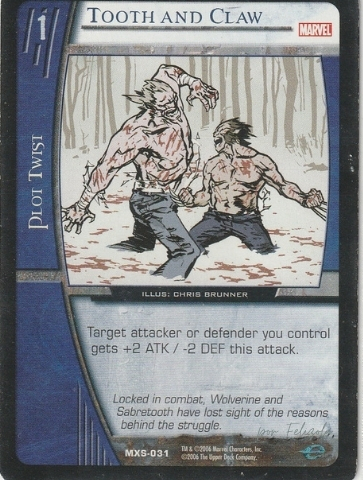 1
TOOTH AND CLAW
MARVEL
PLOT TWIST
ILLUS: CHRIS BRUNNER
Target attacker or defender you control
gets +2 ATK / -2 DEF this attack.
Locked in combat, Wolverine and
Sabretooth have lost sight of the reasons
behind the struggle.
MXS-031
TM & ©2006 Marvel Characters, Inc.
©2006 The Upper Deck Company.